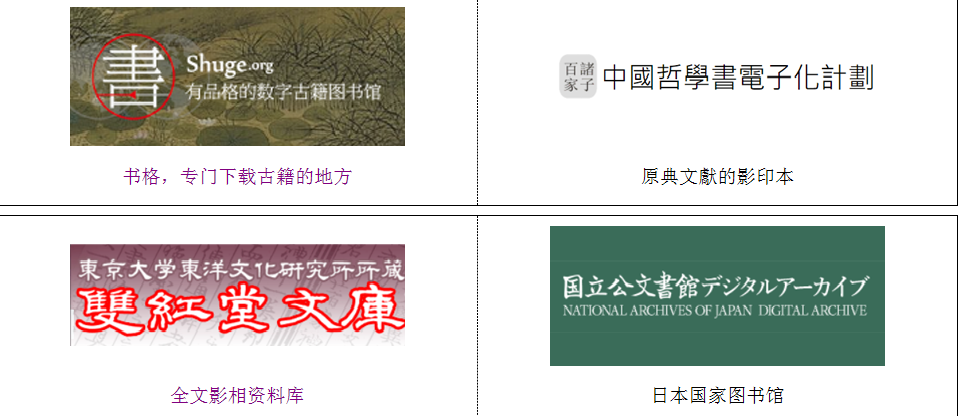 書
Shuge.org
有品格的数字古籍图书馆
书格，专门下载古籍的地方
諸子百家
中國哲學書電子化計劃
原典文獻的影印本
東京大学東洋文化研究所所蔵
雙紅堂文庫
全文影相资料库
国立公文書館デジタルアーカイブ
NATIONAL ARCHIVES OF JAPAN DIGITAL ARCHIVE
日本国家图书馆